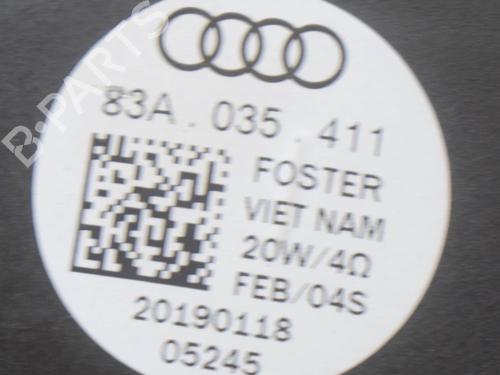 B-PARTS
83A . 035 . 411
FOSTER
VIET NAM
20W/4Ω
FEB/04S
20190118
05245